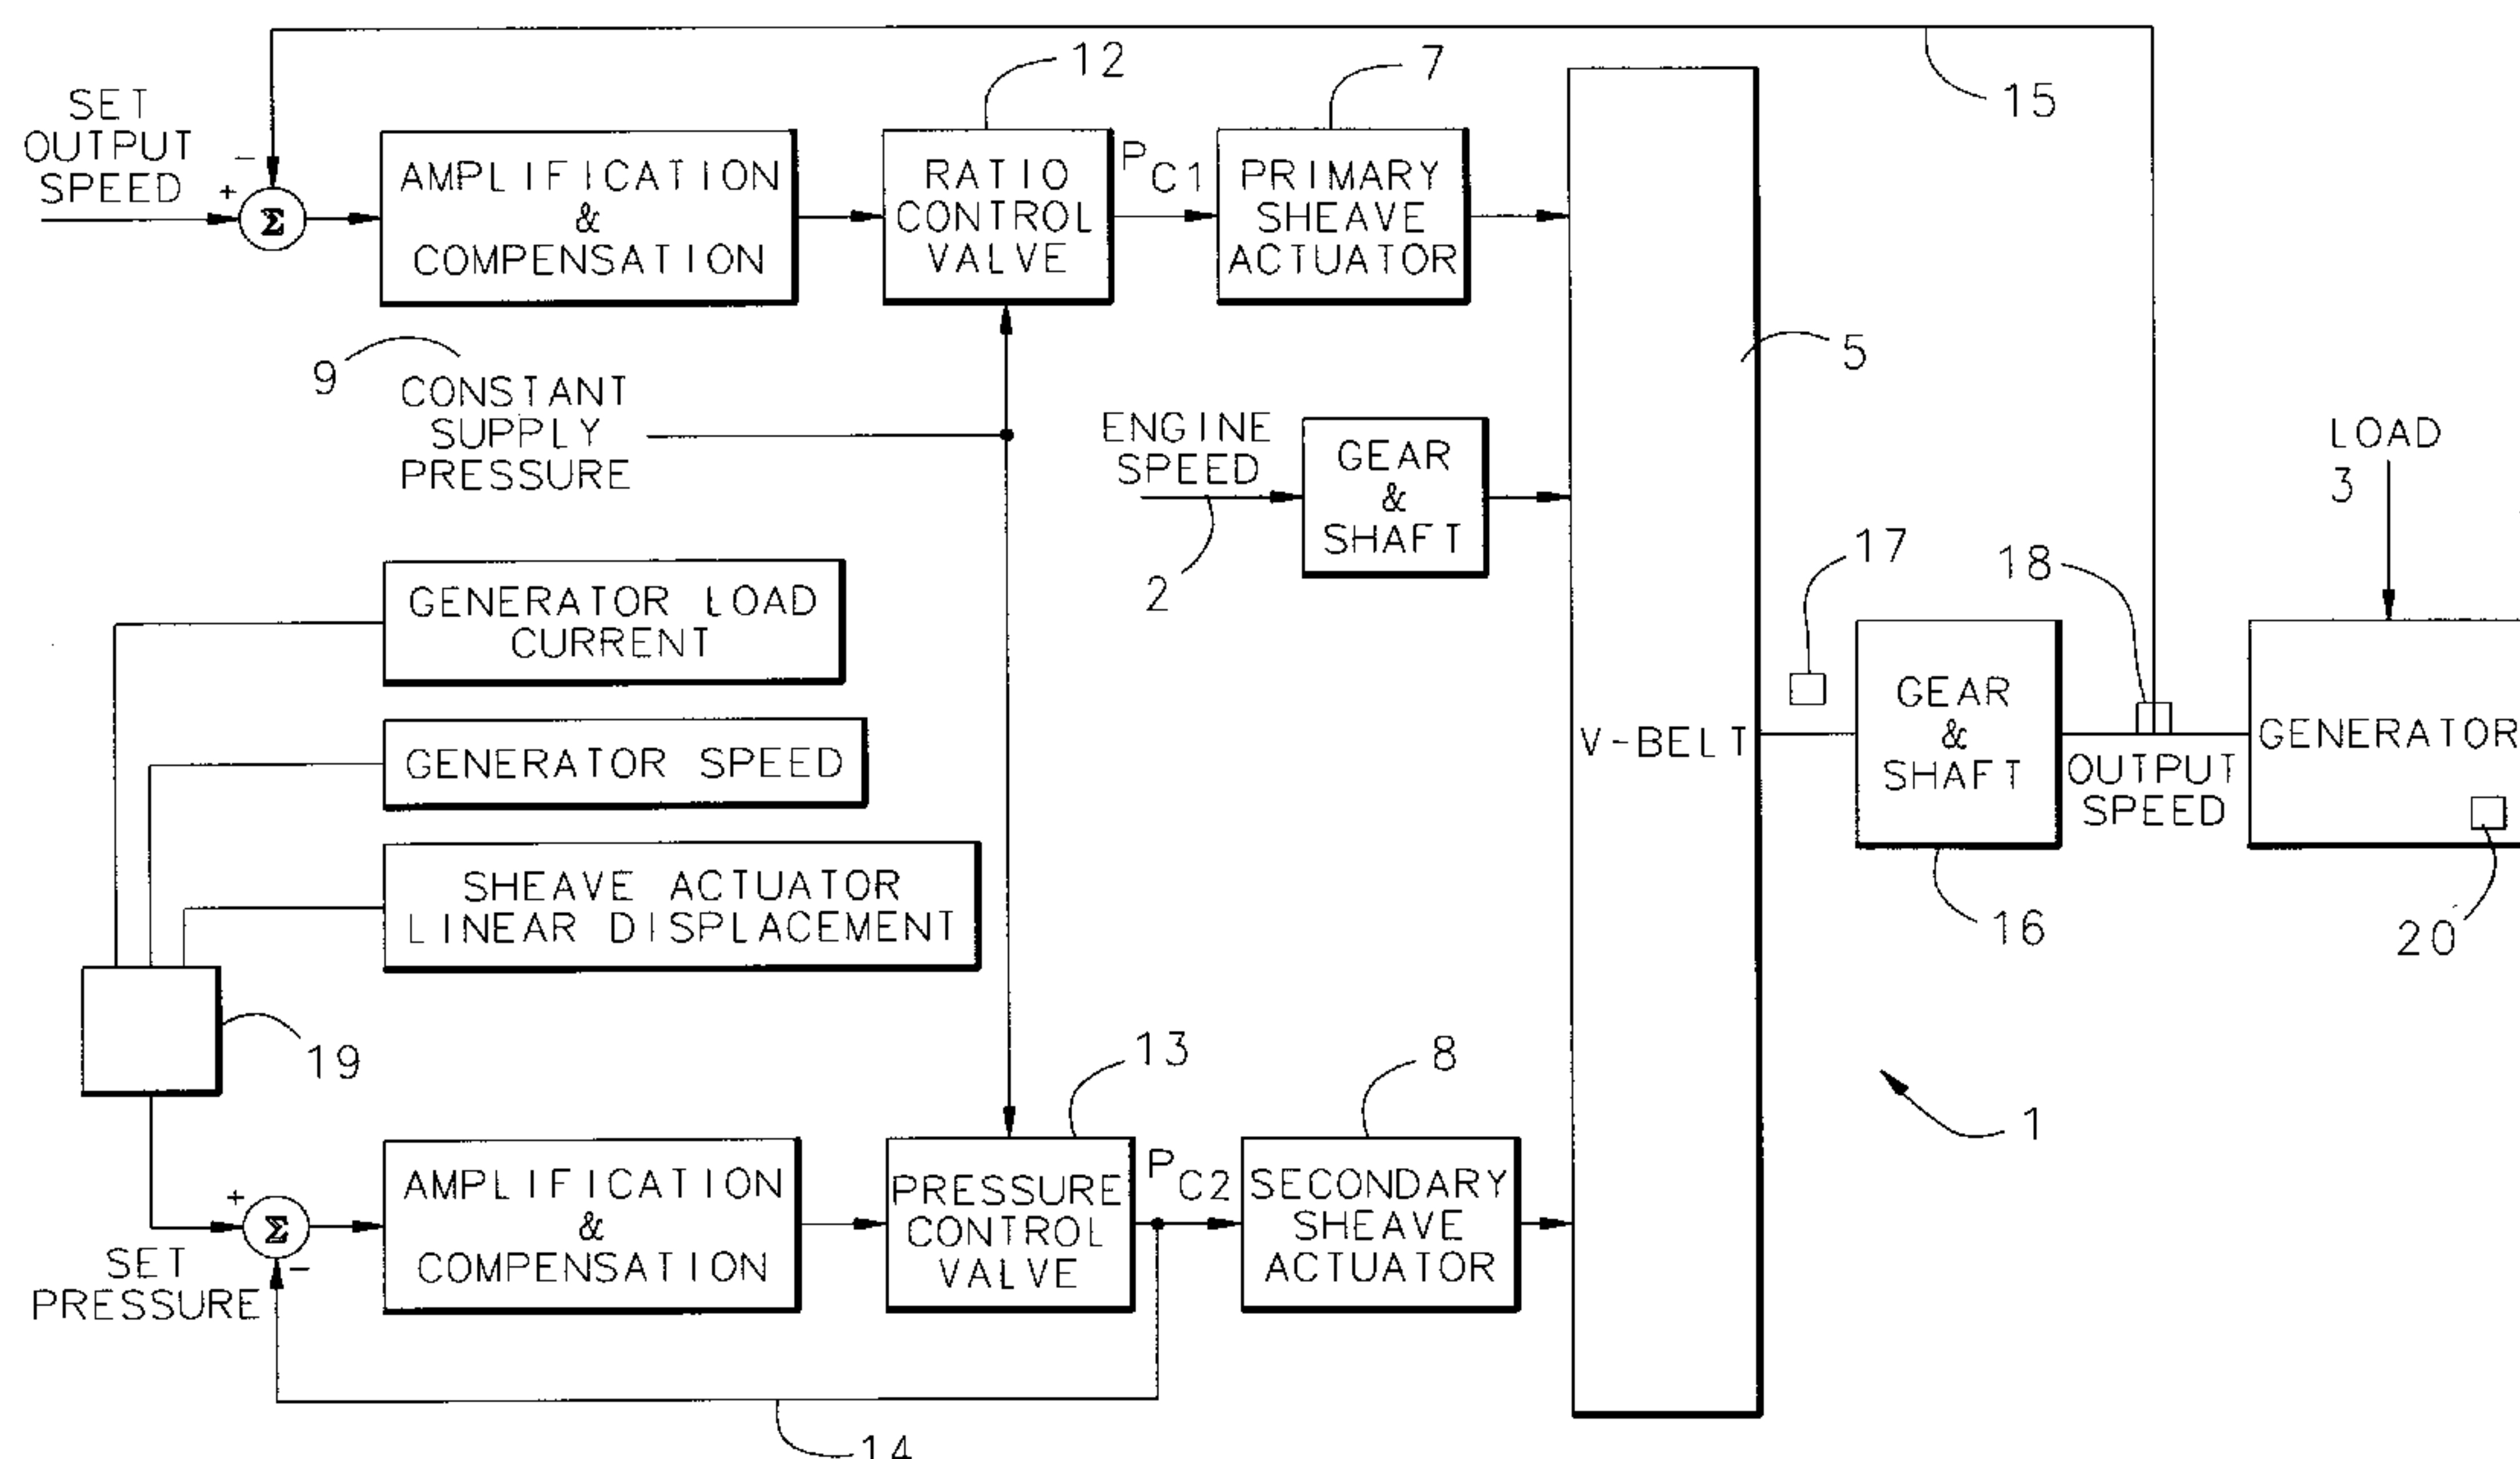 12
7
15
SET
OUTPUT
SPEED
−
+
Σ
AMPLIFICATION
&
COMPENSATION
RATIO
CONTROL
VALVE
PC1
PRIMARY
SHEAVE
ACTUATOR
9
CONSTANT
SUPPLY
PRESSURE
5
ENGINE
SPEED
2
GEAR
&
SHAFT
LOAD
3
17
18
GENERATOR LOAD
CURRENT
GENERATOR SPEED
SHEAVE ACTUATOR
LINEAR DISPLACEMENT
V-BELT
GEAR
&
SHAFT
OUTPUT
SPEED
GENERATOR
16
20
19
13
8
1
+
Σ
−
SET
PRESSURE
AMPLIFICATION
&
COMPENSATION
PRESSURE
CONTROL
VALVE
PC2
SECONDARY
SHEAVE
ACTUATOR
14